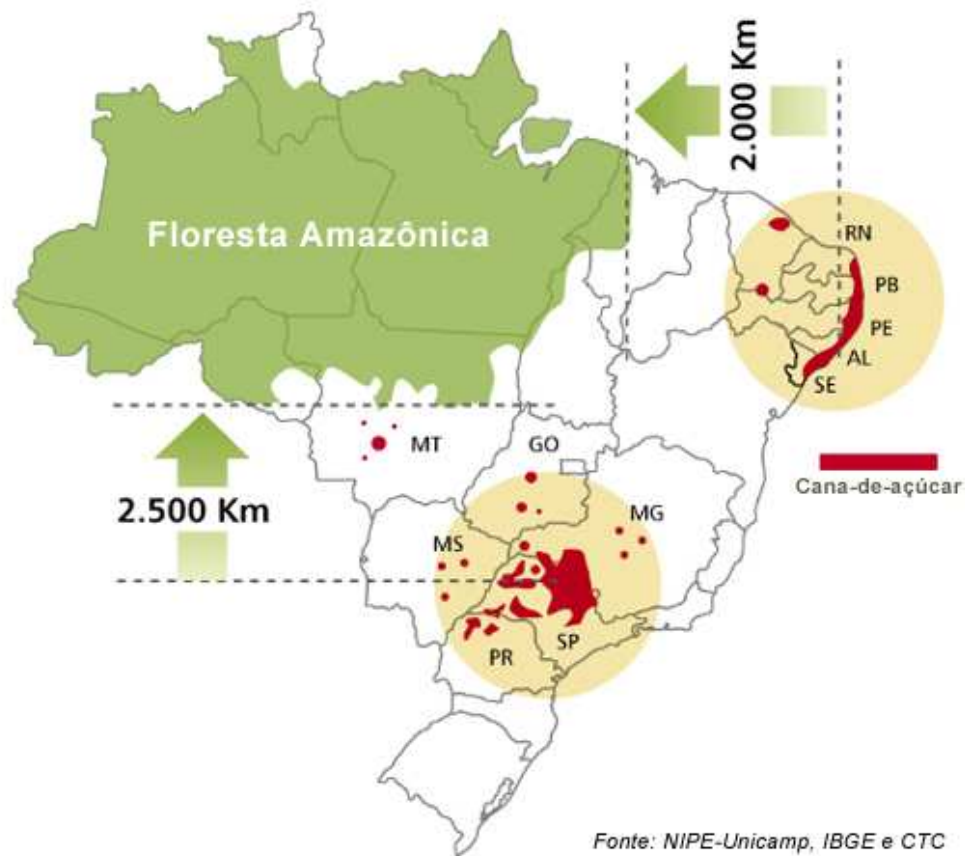 2.000 Km
Floresta Amazônica
RN
PB
PE
AL
SE
MT
GO
Cana-de-açúcar
2.500 Km
MG
MS
SP
PR
Fonte: NIPE-Unicamp, IBGE e CTC